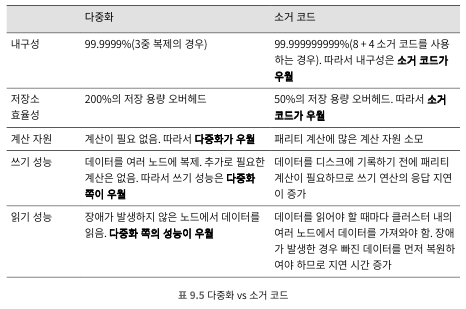 다중화 소거 코드
내구성 99.9999%(3중 복제의 경우) 99.999999999%(8 + 4 소거 코드를 사용
하는 경우). 따라서 내구성은 소거 코드가
우월
저장소 200%의 저장 용량 오버헤드 50%의 저장 용량 오버헤드. 따라서 소거
효율성 코드가 우월
계산 자원 계산이 필요 없음. 따라서 다중화가 우월 패리티 계산에 많은 계산 자원 소모
쓰기 성능 데이터를 여러 노드에 복제. 추가로 필요한 데이터를 디스크에 기록하기 전에 패리티
계산은 없음. 따라서 쓰기 성능은 다중화 계산이 필요하므로 쓰기 연산의 응답 지연
쪽이 우월 이 증가
읽기 성능 장애가 발생하지 않은 노드에서 데이터를 데이터를 읽어야 할 때마다 클러스터 내의
읽음. 다중화 쪽의 성능이 우월 여러 노드에서 데이터를 가져와야 함. 장애
가 발생한 경우 빠진 데이터를 먼저 복원하
여야 하므로 지연 시간 증가
표 9.5 다중화 vs 소거 코드